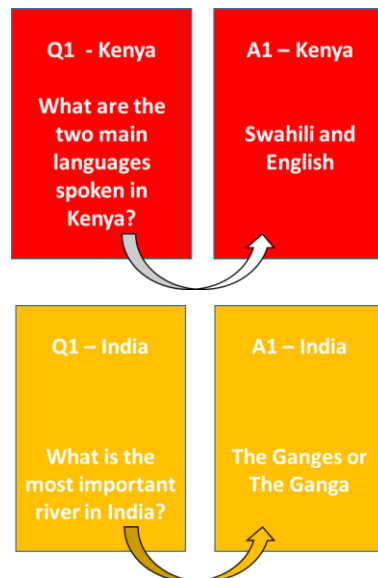 Q1 - Kenya
What are the
two main
languages
spoken in
Kenya?
A1 – Kenya
Swahili and
English
Q1 – India
What is the
most important
river in India?
A1 – India
The Ganges or
The Ganga